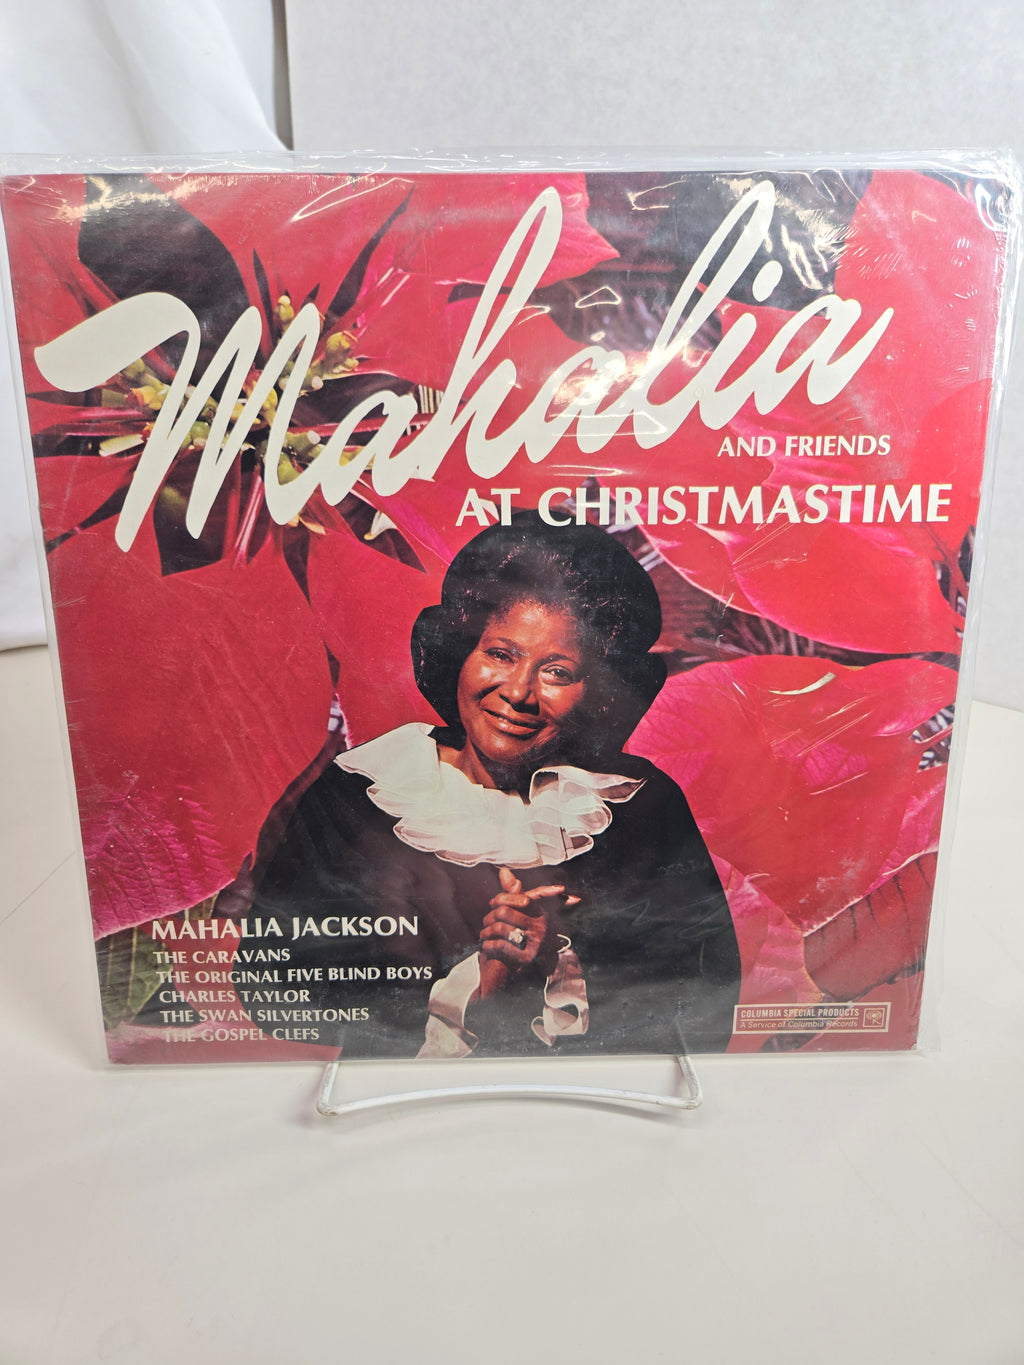 Mahalia
AND FRIENDS
AT CHRISTMASTIME
MAHALIA JACKSON
THE CARAVANS
THE ORIGINAL FIVE BLIND BOYS
CHARLES TAYLOR
THE SWAN SILVERTONES
THE GOSPEL CLEFS
COLUMBIA SPECIAL PRODUCTS
A Service of Columbia Records